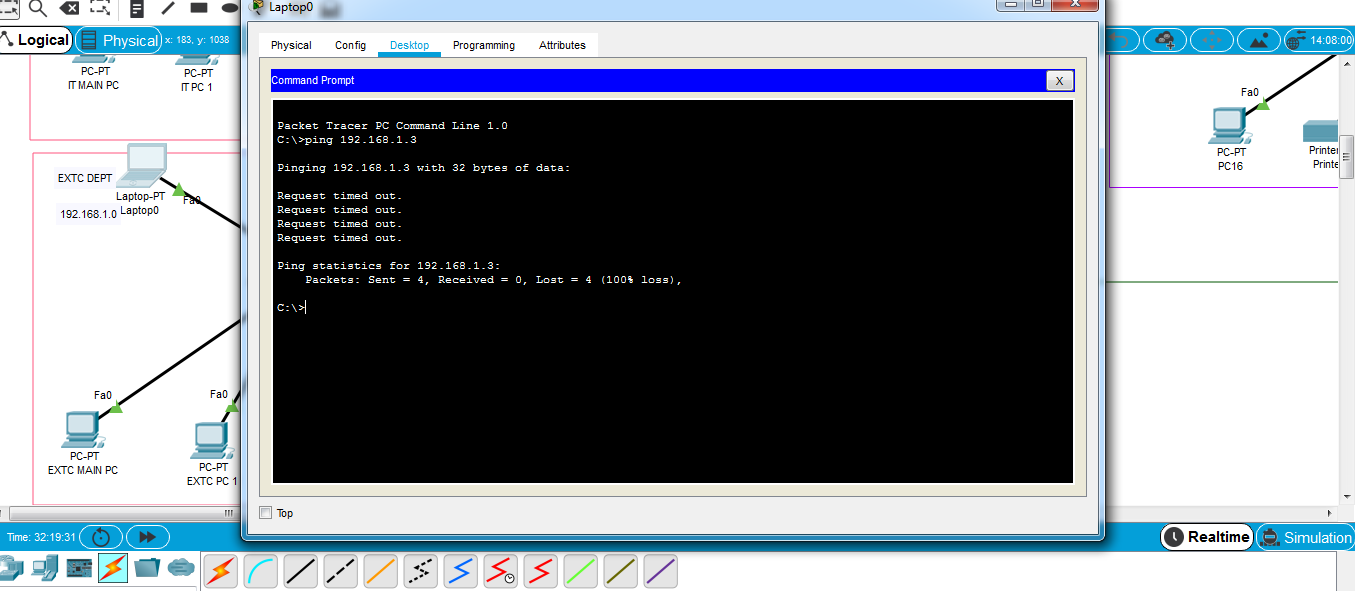 Laptop0
Logical
Physical
x: 183, y: 1038
14:08:00
Physical
Config
Desktop
Programming
Attributes
Command Prompt
X
Packet Tracer PC Command Line 1.0
C:\>ping 192.168.1.3
Pinging 192.168.1.3 with 32 bytes of data:
Request timed out.
Request timed out.
Request timed out.
Request timed out.
Ping statistics for 192.168.1.3:
Packets: Sent = 4, Received = 0, Lost = 4 (100% loss),
C:\>
Top
PC-PT
IT MAIN PC
PC-PT
IT PC 1
EXTC DEPT
192.168.1.0
Laptop-PT
Laptop0
Fa0
Fa0
PC-PT
EXTC MAIN PC
Fa0
PC-PT
EXTC PC 1
Fa0
PC-PT
PC16
Printer
Printe
Time: 32:19:31
Realtime
Simulation